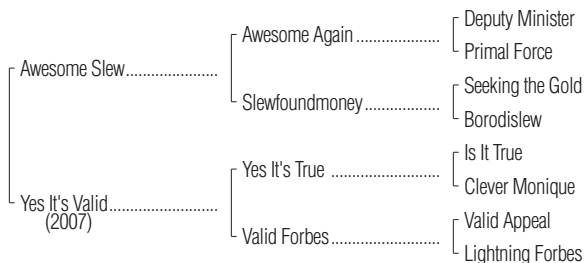 Deputy Minister
Awesome Again
Primal Force
Awesome Slew
Seeking the Gold
Slewfoundmoney
Borodislew
Is It True
Yes It's True
Clever Monique
Yes It's Valid
(2007)
Valid Appeal
Valid Forbes
Lightning Forbes